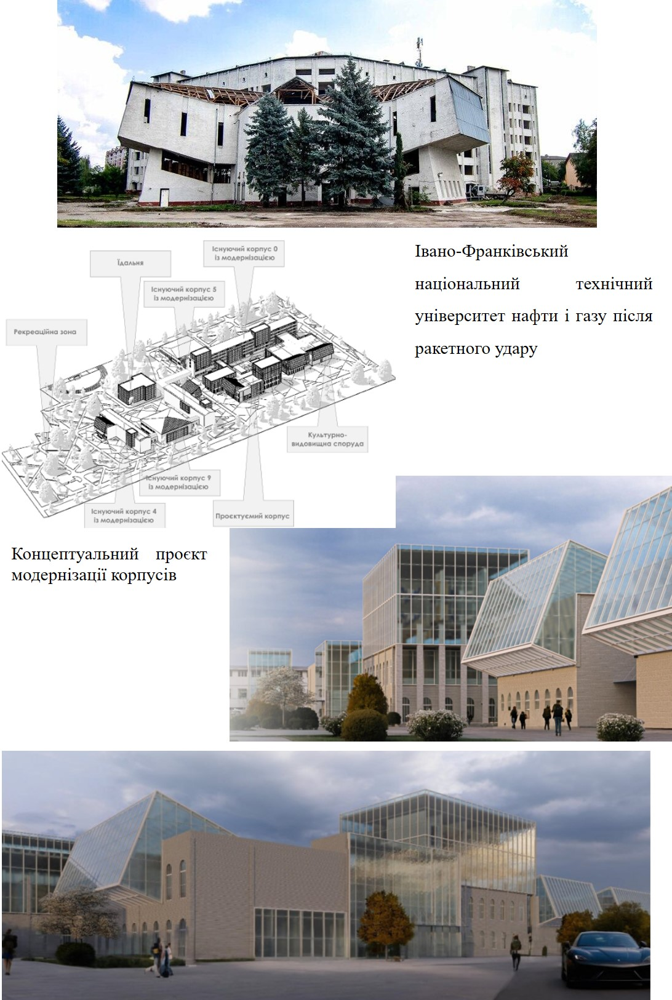 Івано-Франківський
національний технічний
університет нафти і газу після
ракетного удару
Їдальня
Існуючий корпус 0
із модернізацією
Існуючий корпус 5
із модернізацією
Рекреаційна зона
Культурно-
видовищна споруда
Існуючий корпус 9
із модернізацією
Існуючий корпус 4
із модернізацією
Проєктуємий корпус
Концептуальний проєкт
модернізації корпусів